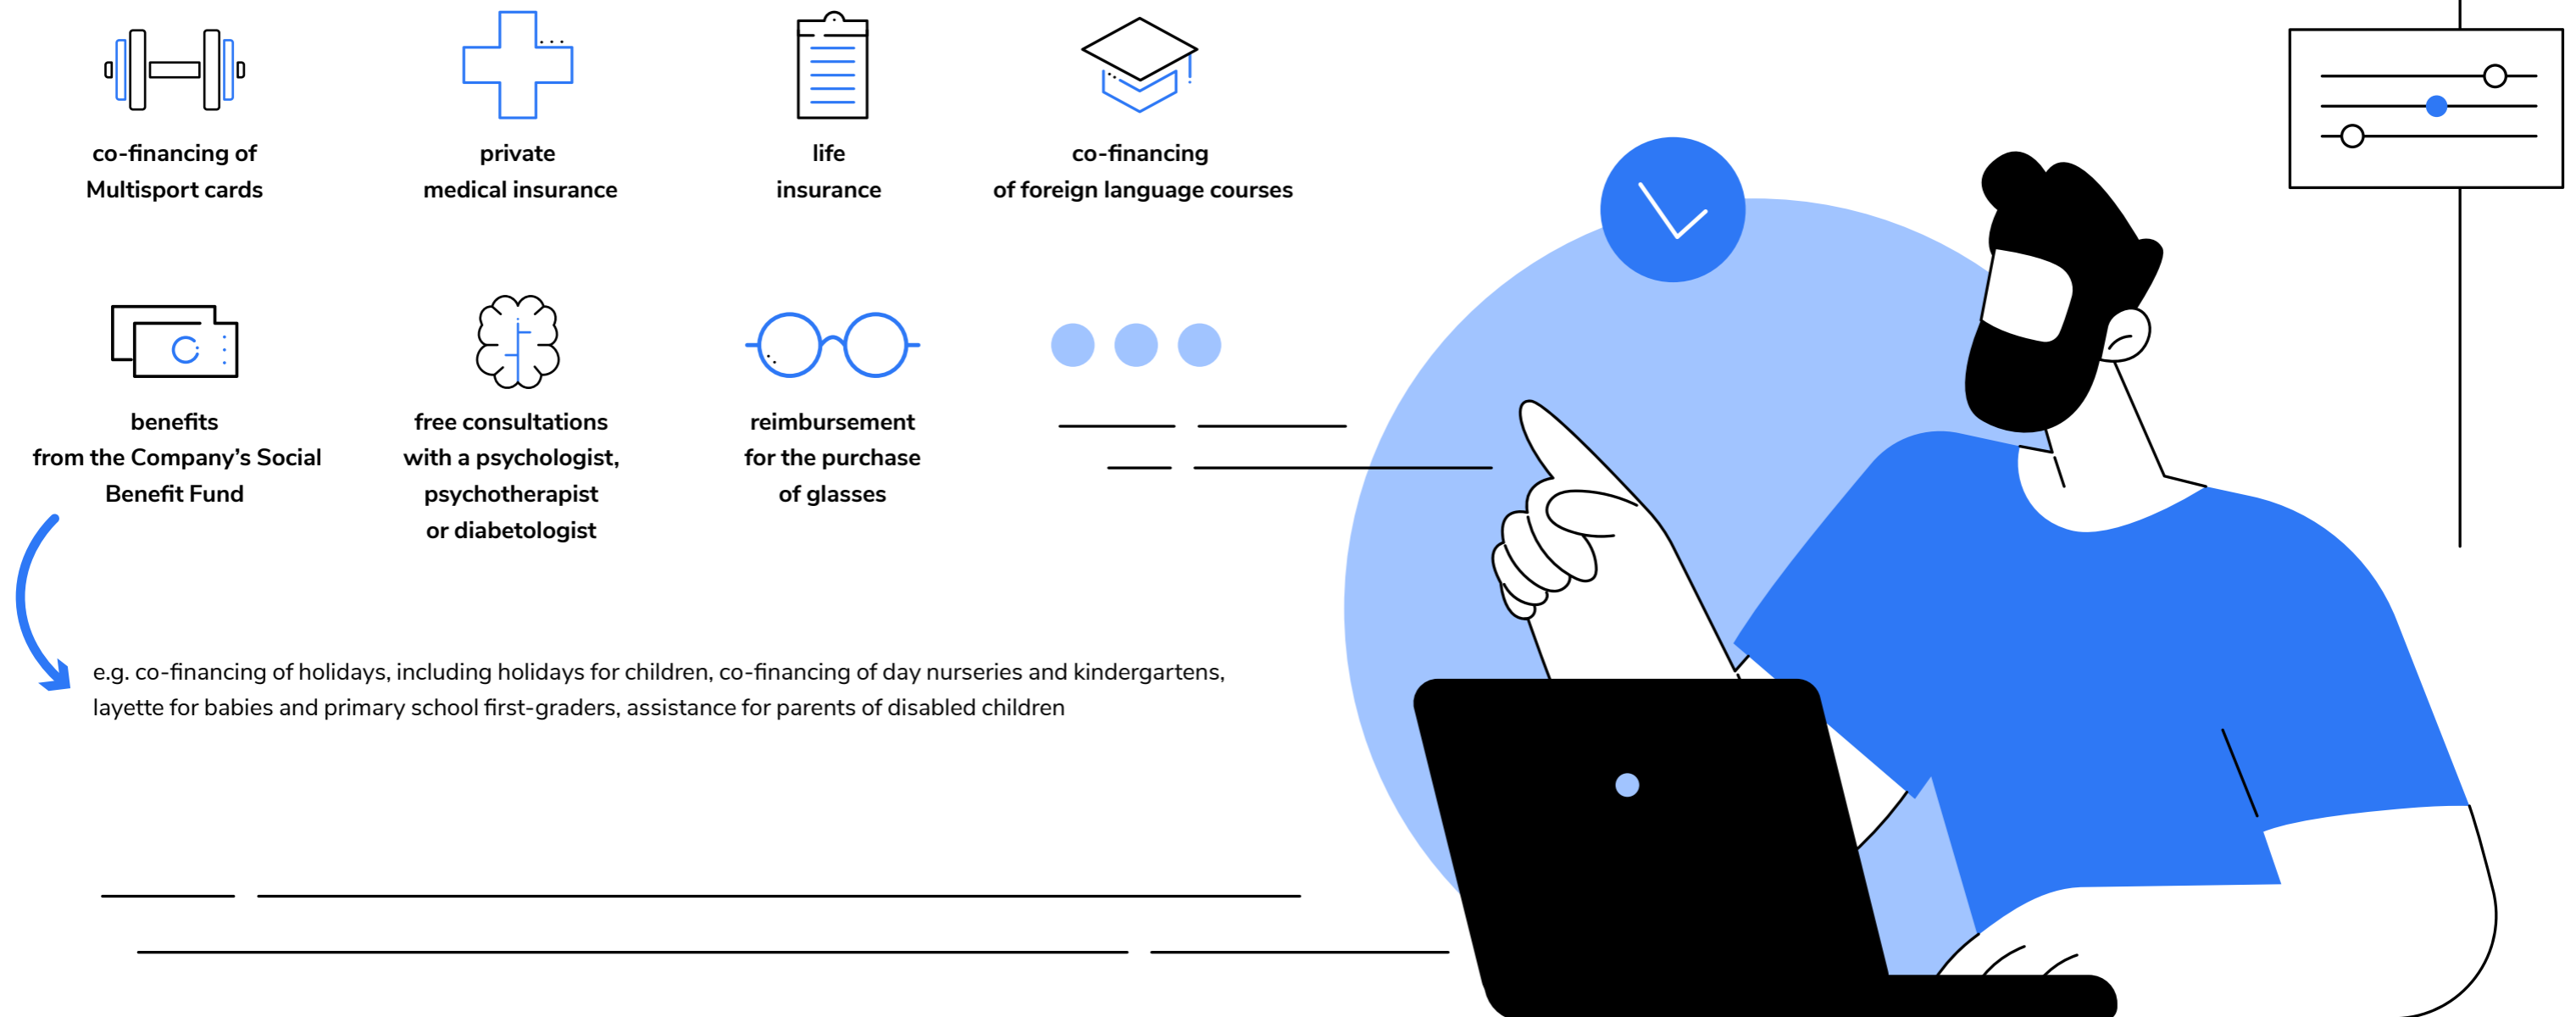 co-financing of
Multisport cards
private
medical insurance
life
insurance
co-financing
of foreign language courses
benefits
from the Company’s Social
Benefit Fund
free consultations
with a psychologist,
psychotherapist
or diabetologist
reimbursement
for the purchase
of glasses
e.g. co-financing of holidays, including holidays for children, co-financing of day nurseries and kindergartens,
layette for babies and primary school first-graders, assistance for parents of disabled children